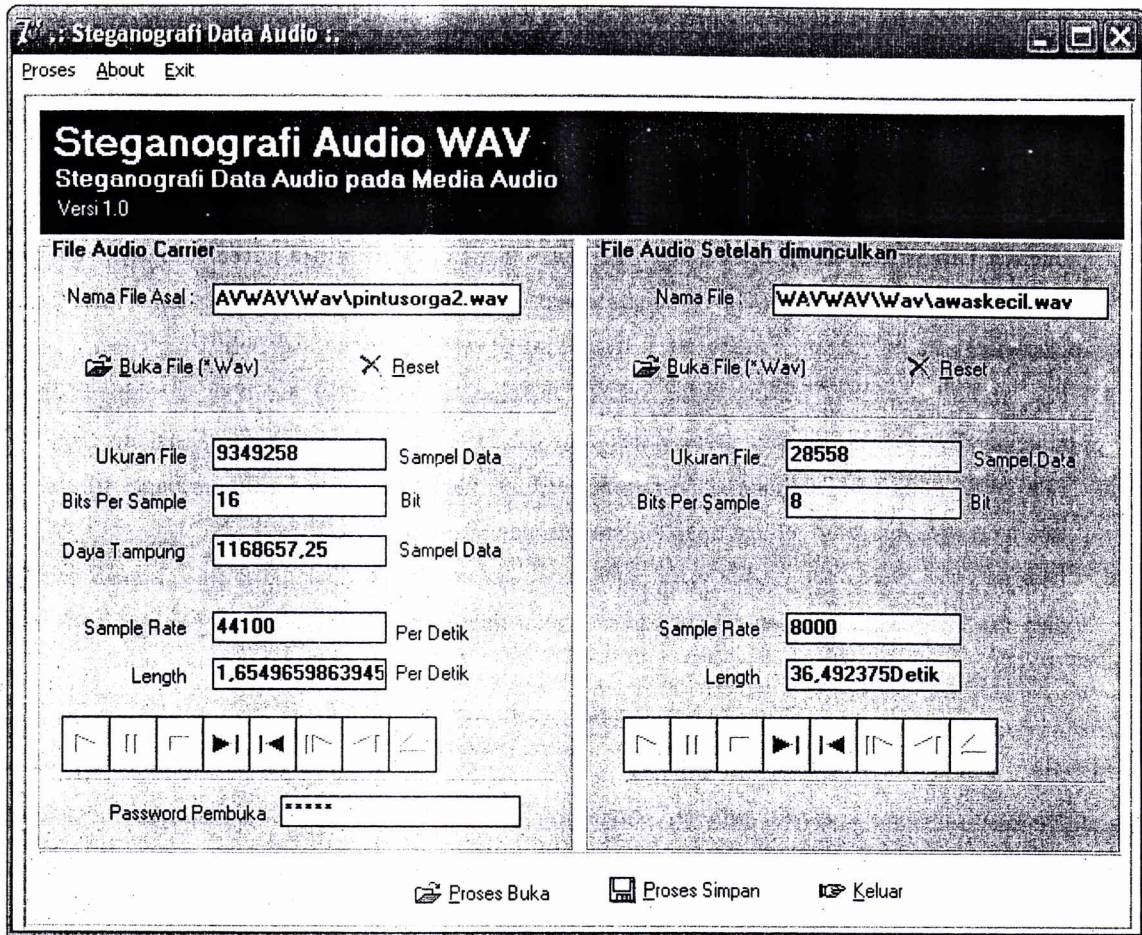 .: Steganografi Data Audio :.
Proses About Exit
Steganografi Audio WAV
Steganografi Data Audio pada Media Audio
Versi 1.0
File Audio Carrier
Nama File Asal : AVWAV\Wav\pintusorga2.wav
Buka File (*.Wav) Reset
Ukuran File 9349258 Sampel Data
Bits Per Sample 16 Bit
Daya Tampung 1168657,25 Sampel Data
Sample Rate 44100 Per Detik
Length 1,6549659863945 Per Detik
Password Pembuka *****
File Audio Setelah dimunculkan
Nama File WAVWAV\Wav\awaskecil.wav
Buka File (*.Wav) Reset
Ukuran File 28558 Sampel Data
Bits Per Sample 8 Bit
Sample Rate 8000
Length 36,492375Detik
Proses Buka Proses Simpan Keluar